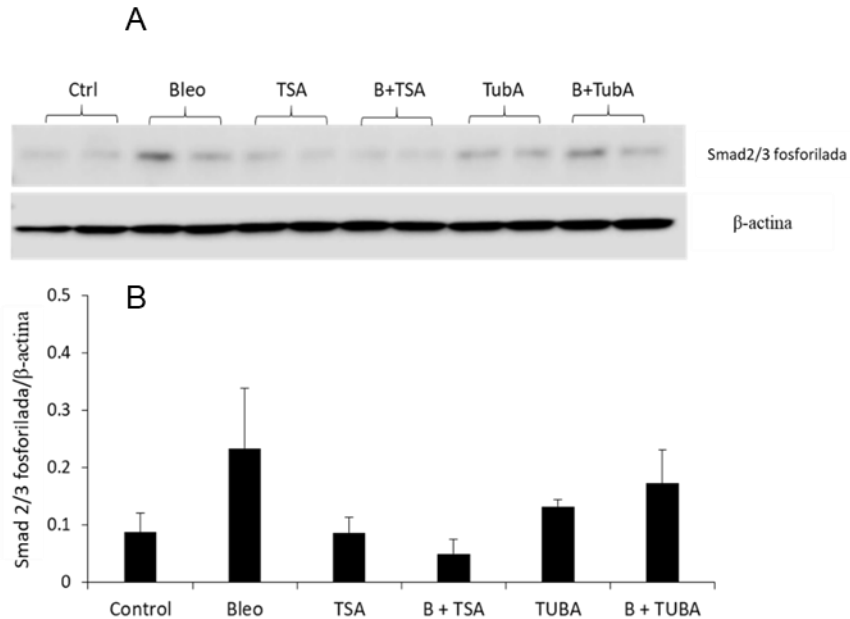 A
Ctrl Bleo TSA B+TSA TubA B+TubA
Smad2/3 fosforilada
β-actina
B
Smad 2/3 fosforilada/β-actina
0.5
0.4
0.3
0.2
0.1
0
Control Bleo TSA B + TSA TUBA B + TUBA